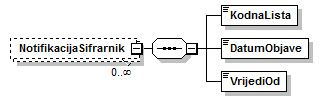 KodnaLista
NotifikacijaSifrarnik
DatumObjave
0..∞
VrijediOd